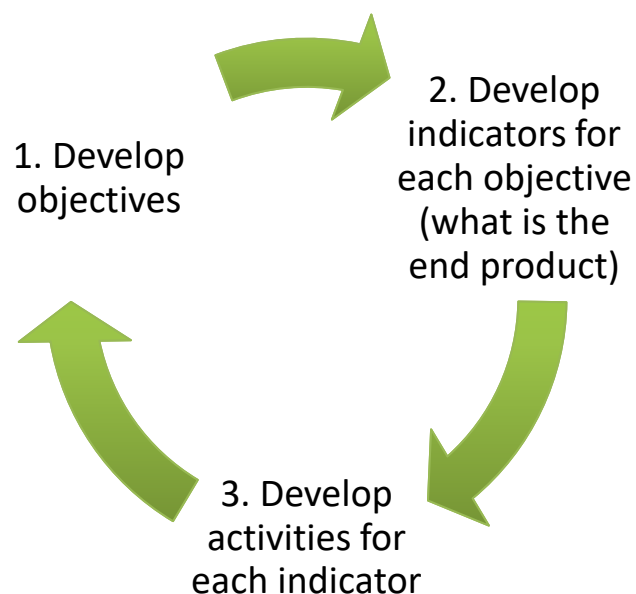 1. Develop
objectives
2. Develop
indicators for
each objective
(what is the
end product)
3. Develop
activities for
each indicator